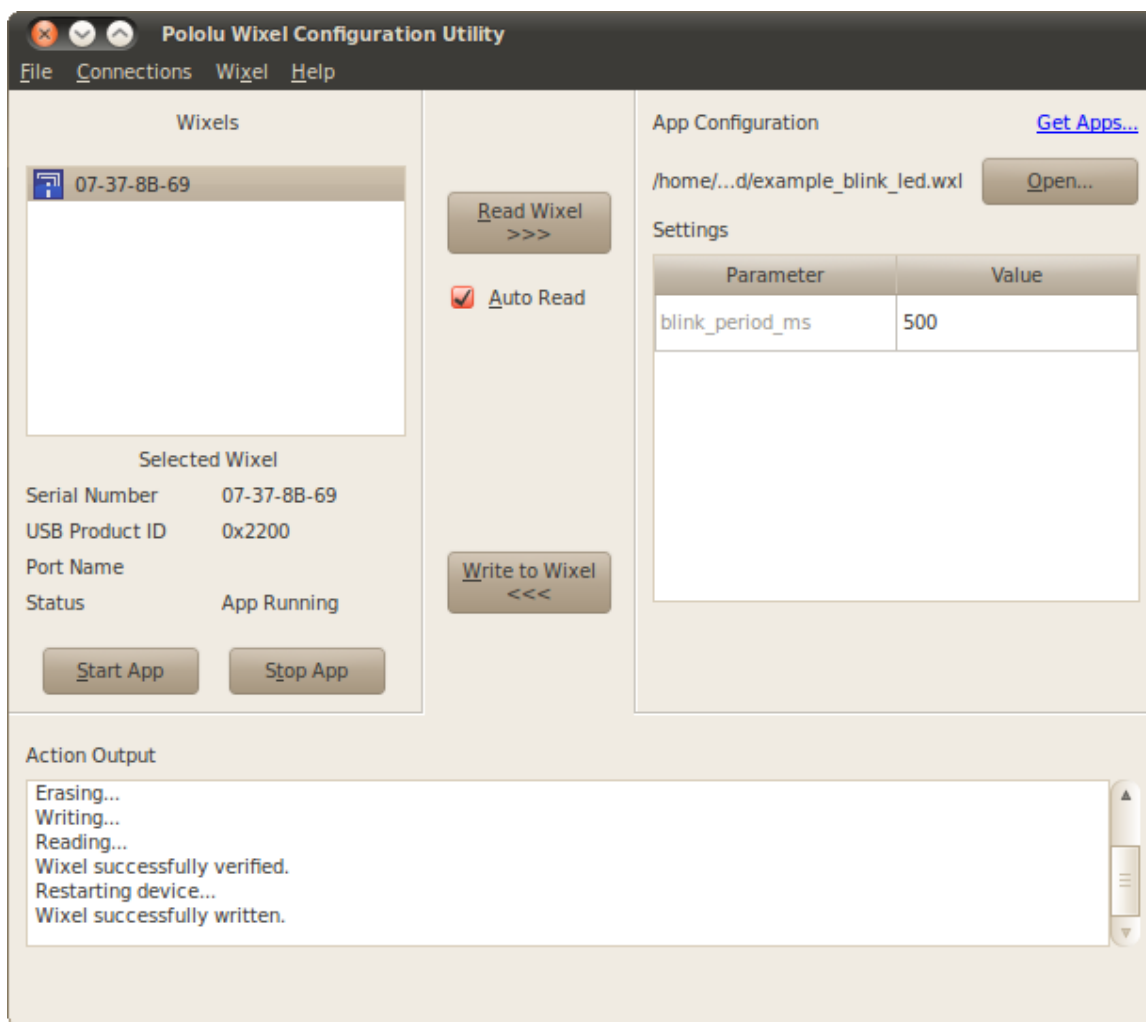 Pololu Wixel Configuration Utility
File Connections Wixel Help
Wixels
07-37-8B-69
Selected Wixel
Serial Number 07-37-8B-69
USB Product ID 0x2200
Port Name
Status App Running
Start App Stop App
Read Wixel
>>>
Auto Read
Write to Wixel
<<<
App Configuration Get Apps...
/home/...d/example_blink_led.wxl Open...
Settings
Parameter Value
blink_period_ms 500
Action Output
Erasing...
Writing...
Reading...
Wixel successfully verified.
Restarting device...
Wixel successfully written.